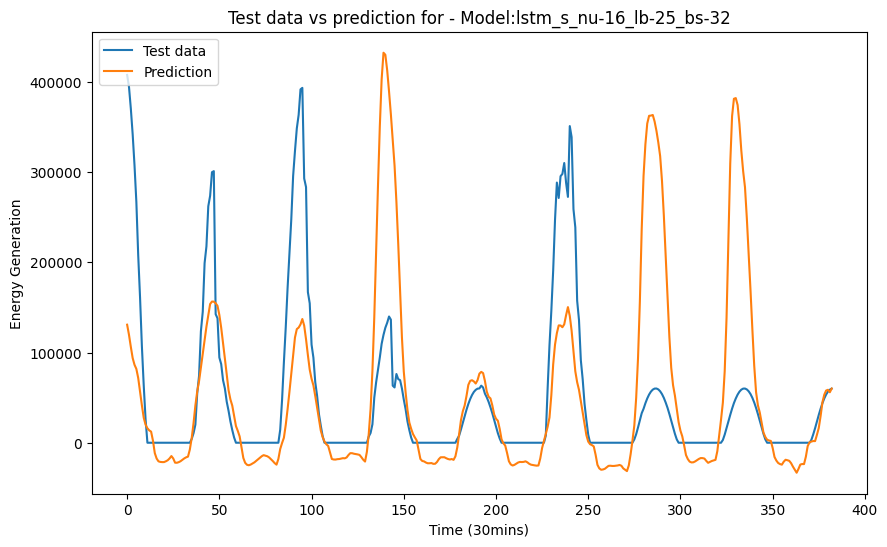 Test data vs prediction for - Model:lstm_s_nu-16_lb-25_bs-32
Test data
Prediction
400000
300000
200000
100000
0
Energy Generation
0 50 100 150 200 250 300 350 400
Time (30mins)